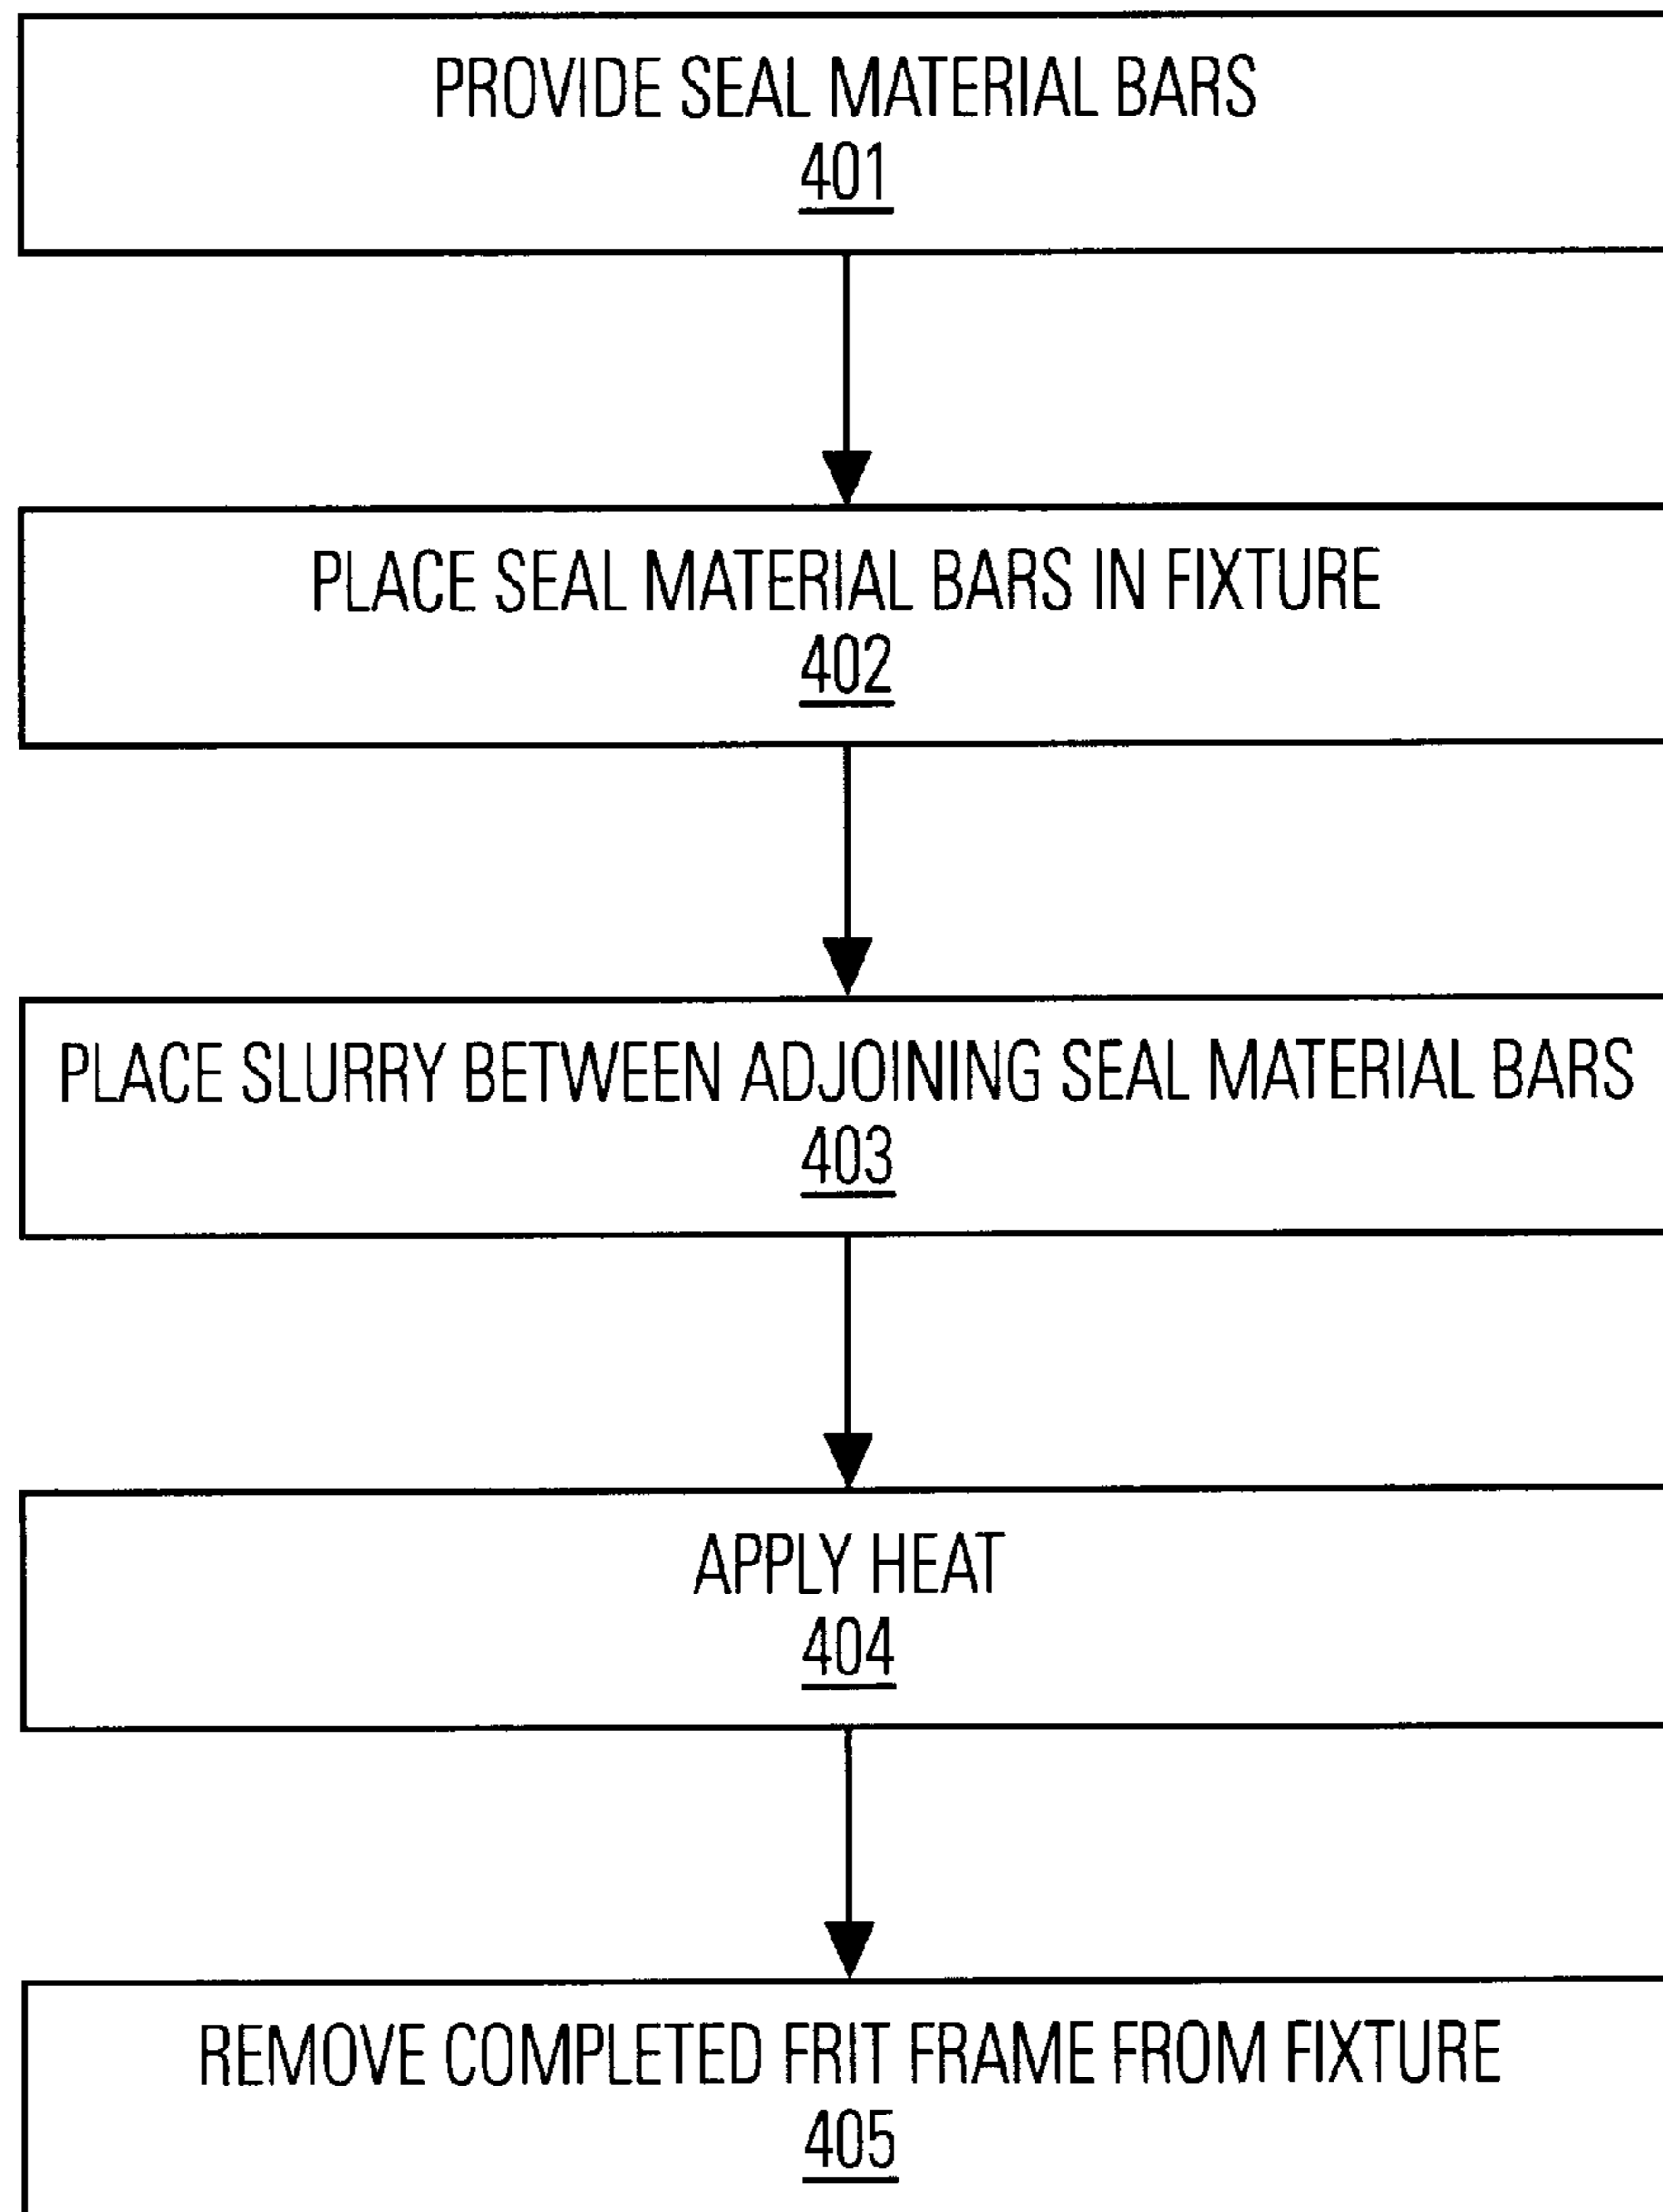 PROVIDE SEAL MATERIAL BARS
401
PLACE SEAL MATERIAL BARS IN FIXTURE
402
PLACE SLURRY BETWEEN ADJOINING SEAL MATERIAL BARS
403
APPLY HEAT
404
REMOVE COMPLETED FRIT FRAME FROM FIXTURE
405